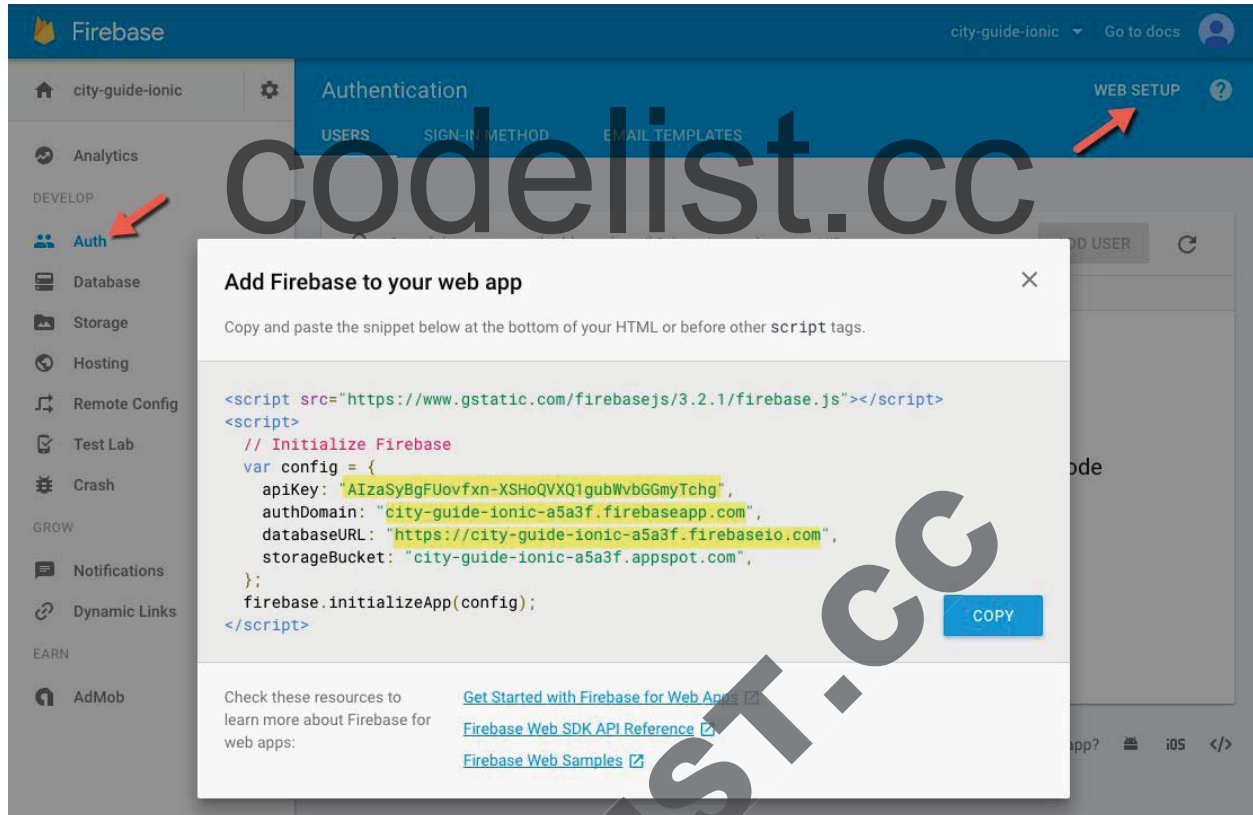 Firebase
city-guide-ionic
Go to docs
city-guide-ionic
Authentication
WEB SETUP
USERS
SIGN-IN METHOD
EMAIL TEMPLATES
codelist.cc
Analytics
DEVELOP
Auth
Database
Storage
Hosting
Remote Config
Test Lab
Crash
GROW
Notifications
Dynamic Links
EARN
AdMob
USER
Add Firebase to your web app
Copy and paste the snippet below at the bottom of your HTML or before other script tags.
<script src="https://www.gstatic.com/firebasejs/3.2.1/firebase.js"></script>
<script>
// Initialize Firebase
var config = {
apiKey: "AIzaSyBgFUovfxn-XSHoQVXQ1gubWvbGGmyTchg",
authDomain: "city-guide-ionic-a5a3f.firebaseapp.com",
databaseURL: "https://city-guide-ionic-a5a3f.firebaseio.com",
storageBucket: "city-guide-ionic-a5a3f.appspot.com",
};
firebase.initializeApp(config);
</script>
COPY
Check these resources to
learn more about Firebase for
web apps:
Get Started with Firebase for Web Apps
Firebase Web SDK API Reference
Firebase Web Samples
ode
app?
iOS
</>
ST.CC